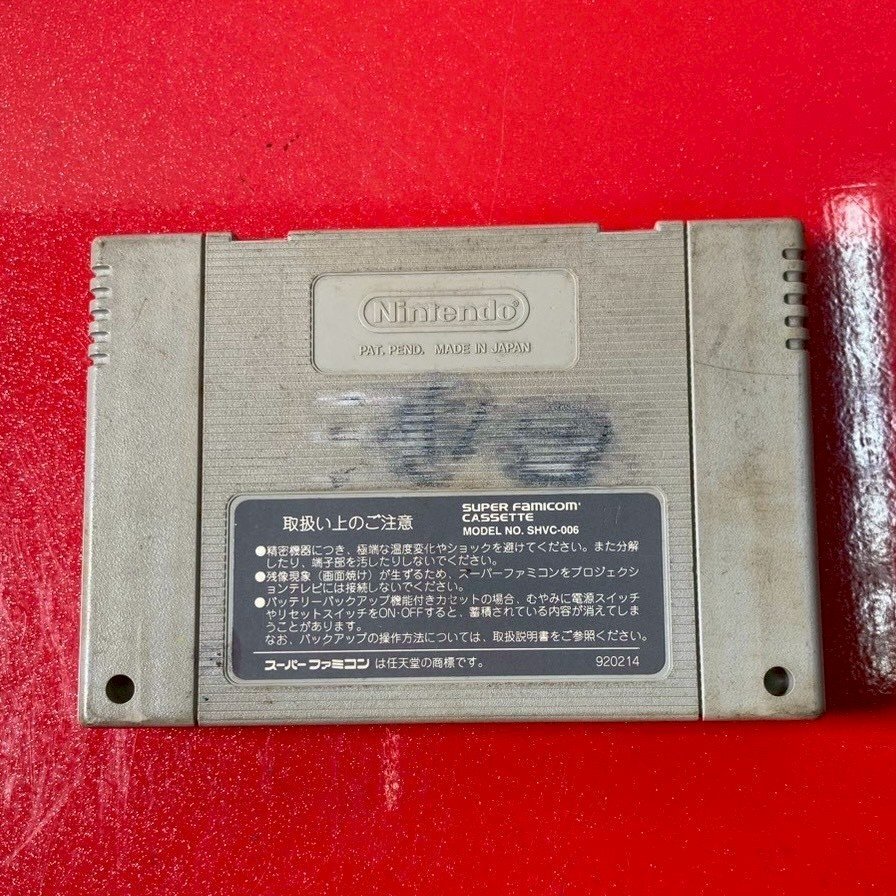 Nintendo®
PAT. PEND. MADE IN JAPAN
取扱い上のご注意
SUPER FAMICOM
CASSETTE
MODEL NO. SHVC-006
●精密機器につき、極端な温度変化やショックを避けてください。また分解
したり、端子部を汚したりしないでください。
●残像現象（画面焼け）が生ずるため、スーパーファミコンをプロジェクシ
ョンテレビには接続しないでください。
●バッテリーバックアップ機能付きカセットの場合、むやみに電源スイッチ
やリセットスイッチをON・OFFすると、蓄積されている内容が消えてしま
うことがあります。
なお、バックアップの操作方法については、取扱説明書をご参照ください。
スーパーファミコンは任天堂の商標です。
920214